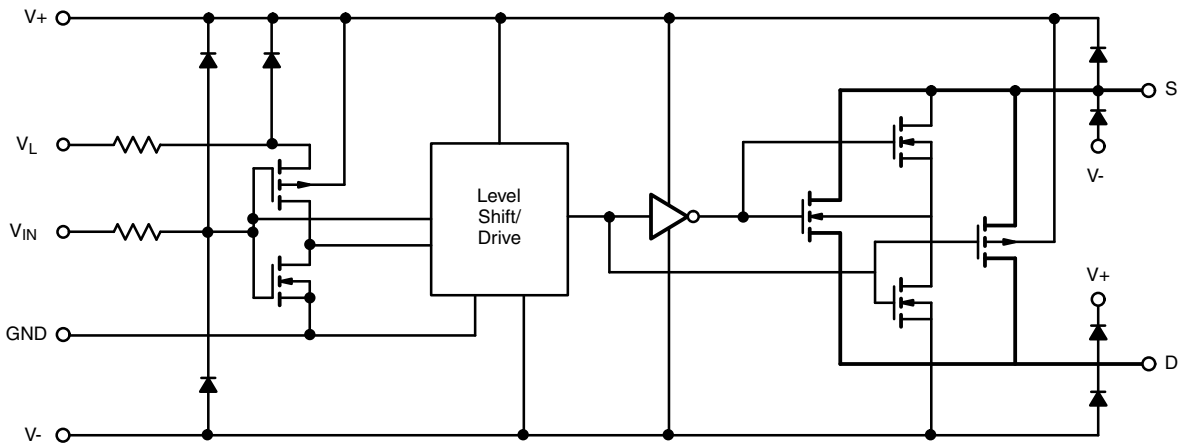 V+
S
V-
VL
Level
Shift/
Drive
VIN
V+
GND
D
V-